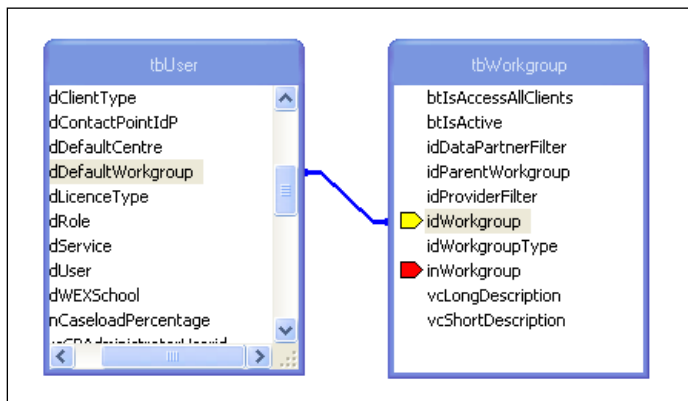 tbUser
dClientType
dContactPointIdP
dDefaultCentre
dDefaultWorkgroup
dLicenceType
dRole
dService
dUser
dWEXSchool
nCaseloadPercentage
tbWorkgroup
btIsAccessAllClients
btIsActive
idDataPartnerFilter
idParentWorkgroup
idProviderFilter
idWorkgroup
idWorkgroupType
inWorkgroup
vcLongDescription
vcShortDescription